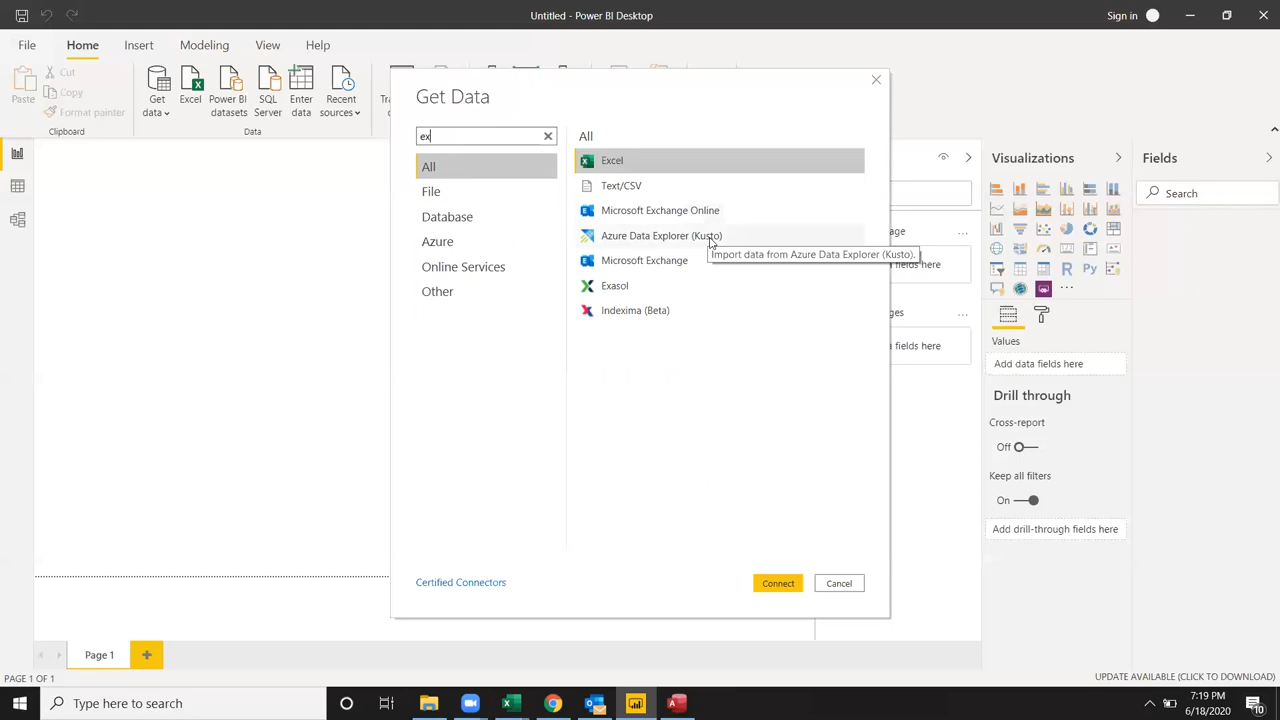 Untitled - Power BI Desktop
Sign in
File
Home
Insert
Modeling
View
Help
Paste
Cut
Copy
Format painter
Clipboard
Get data
Excel
Power BI datasets
SQL Server
Enter data
Recent sources
Data
Get Data
ex
All
File
Database
Azure
Online Services
Other
All
Excel
Text/CSV
Microsoft Exchange Online
Azure Data Explorer (Kusto)
Import data from Azure Data Explorer (Kusto).
Microsoft Exchange
Exasol
Indexima (Beta)
Certified Connectors
Connect
Cancel
...
fields here
...
fields here
Visualizations
R
Py
...
Values
Add data fields here
Drill through
Cross-report
Off
Keep all filters
On
Add drill-through fields here
Fields
Search
Page 1
PAGE 1 OF 1
UPDATE AVAILABLE (CLICK TO DOWNLOAD)
Type here to search
7:19 PM
6/18/2020